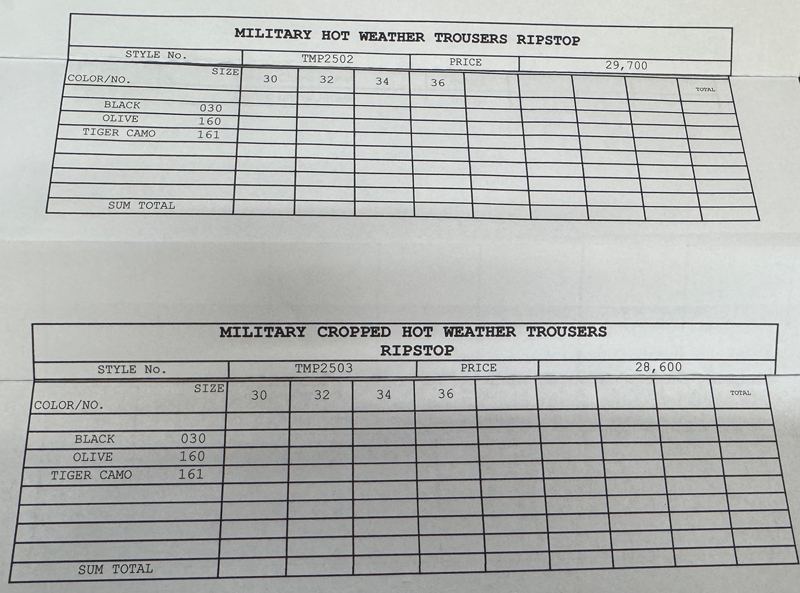 MILITARY HOT WEATHER TROUSERS RIPSTOP
STYLE No. TMP2502 PRICE 29,700
SIZE
COLOR/NO. 30 32 34 36 TOTAL
BLACK 030
OLIVE 160
TIGER CAMO 161
SUM TOTAL
MILITARY CROPPED HOT WEATHER TROUSERS
RIPSTOP
STYLE No. TMP2503 PRICE 28,600
SIZE
COLOR/NO. 30 32 34 36 TOTAL
BLACK 030
OLIVE 160
TIGER CAMO 161
SUM TOTAL